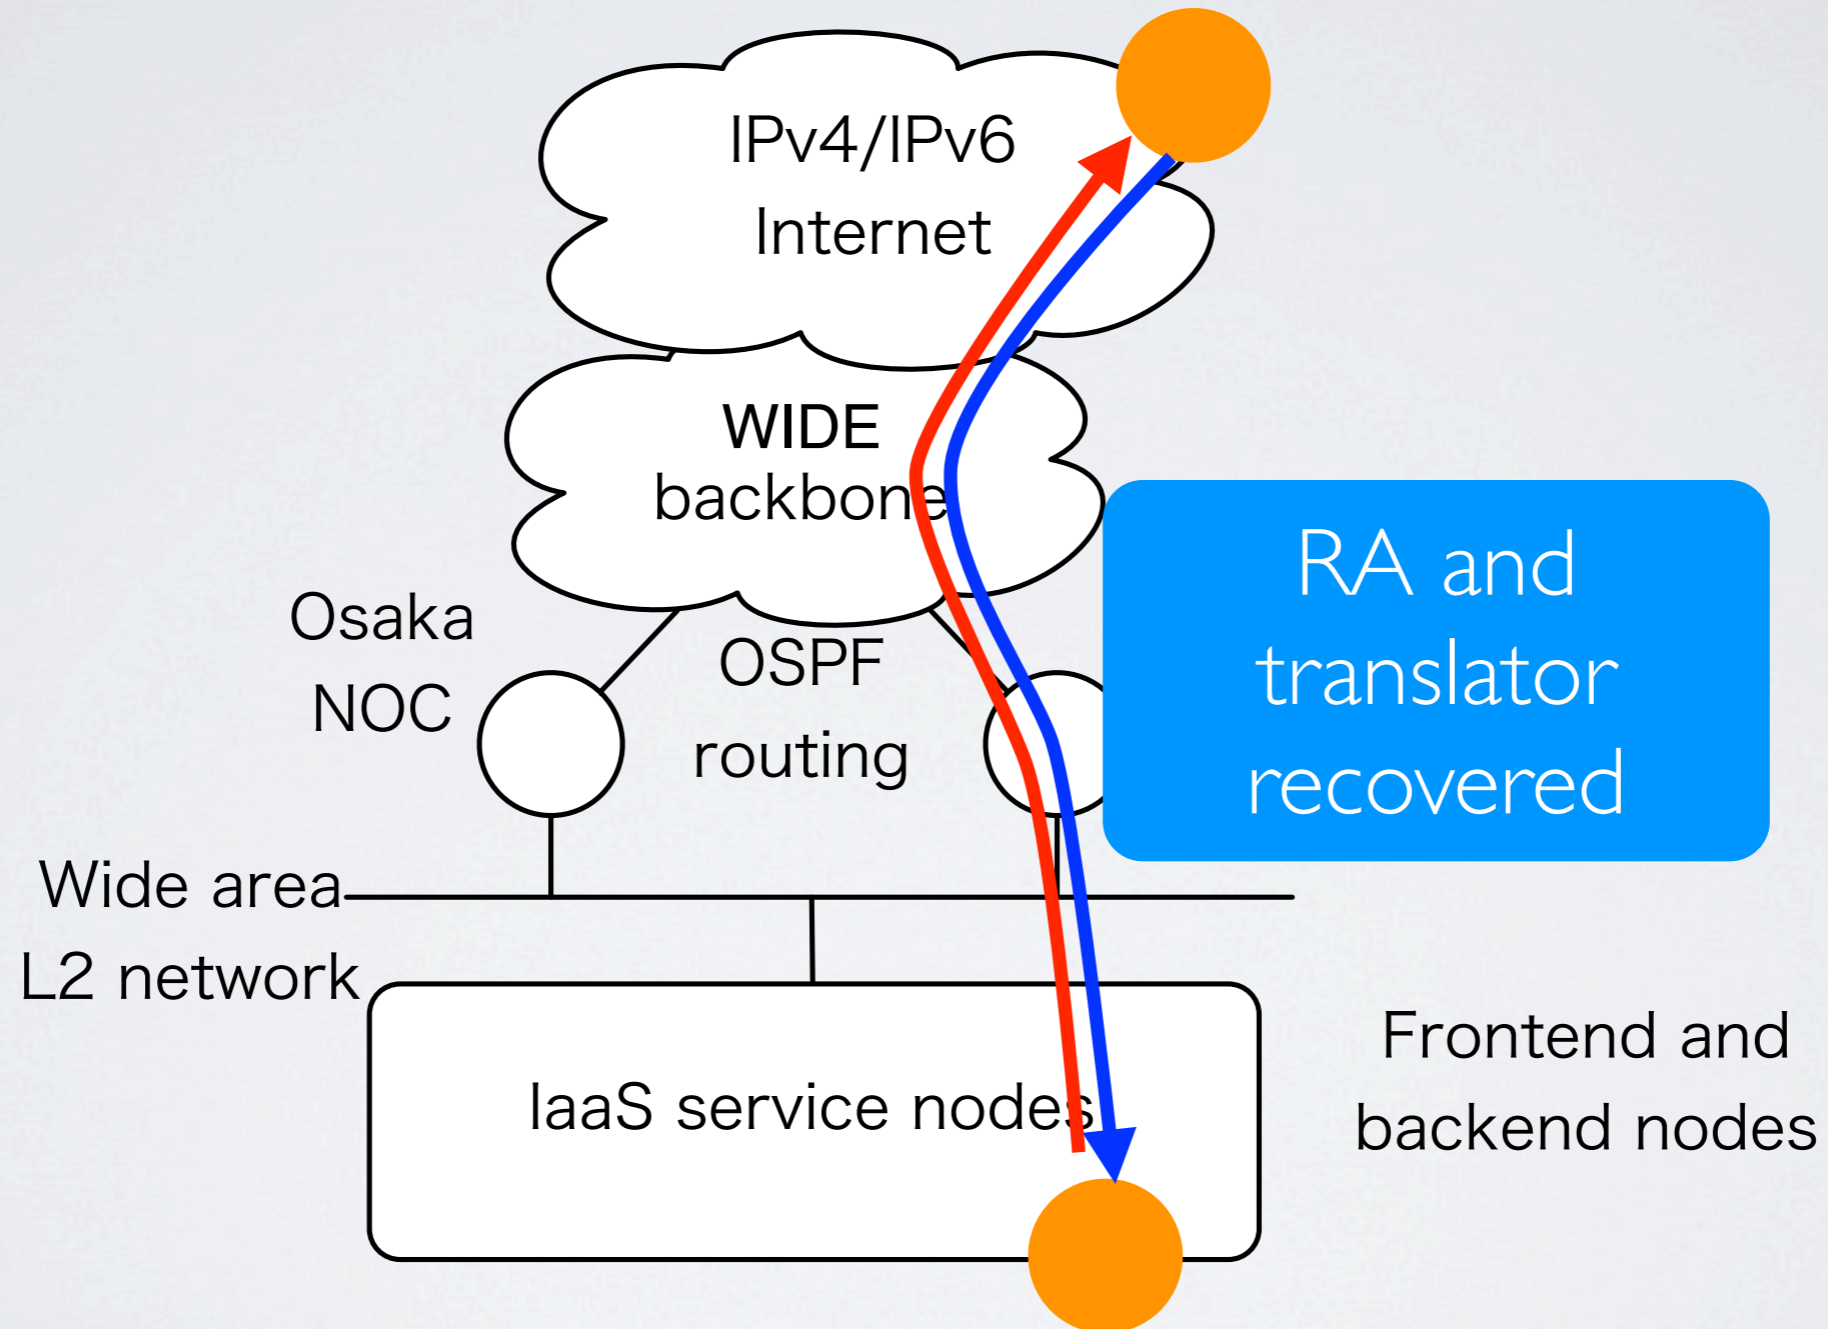 IPv4/IPv6
Internet
WIDE
backbone
Osaka
NOC
OSPF
routing
RA and
translator
recovered
Wide area
L2 network
IaaS service nodes
Frontend and
backend nodes